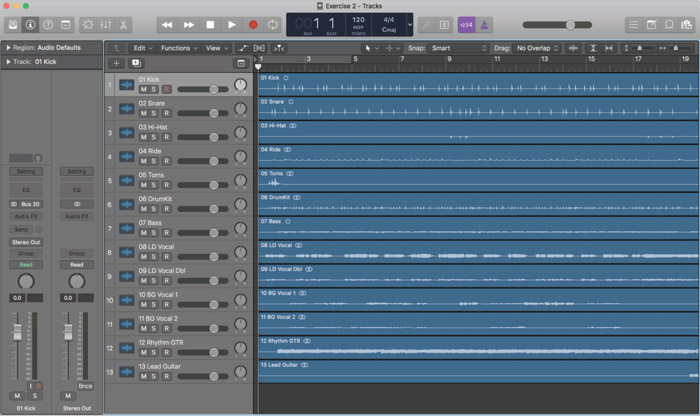 Exercise 2 - Tracks
1 1
BAR BEAT
120
KEEP
TEMPO
4/4
Cmaj
1234
Region: Audio Defaults
Track: 01 Kick
Edit Functions View
Snap: Smart
Drag: No Overlap
1 3 5 7 9 11 13 15 17 19
Setting Setting
EQ EQ
Bus 20
Audio FX Audio FX
Send
Stereo Out
Group Group
Read Read
0.0 0.0
I R Bnce
M S M
01 Kick Stereo Out
1 01 Kick M S R
2 02 Snare M S R
3 03 Hi-Hat M S R
4 04 Ride M S R
5 05 Toms M S R
6 06 DrumKit M S R
7 07 Bass M S R
8 08 LD Vocal M S R
9 09 LD Vocal Dbl M S R
10 10 BG Vocal 1 M S R
11 11 BG Vocal 2 M S R
12 12 Rhythm GTR M S R
13 13 Lead Guitar M S R
01 Kick
02 Snare
03 Hi-Hat
04 Ride
05 Toms
06 DrumKit
07 Bass
08 LD Vocal
09 LD Vocal Dbl
10 BG Vocal 1
11 BG Vocal 2
12 Rhythm GTR
13 Lead Guitar